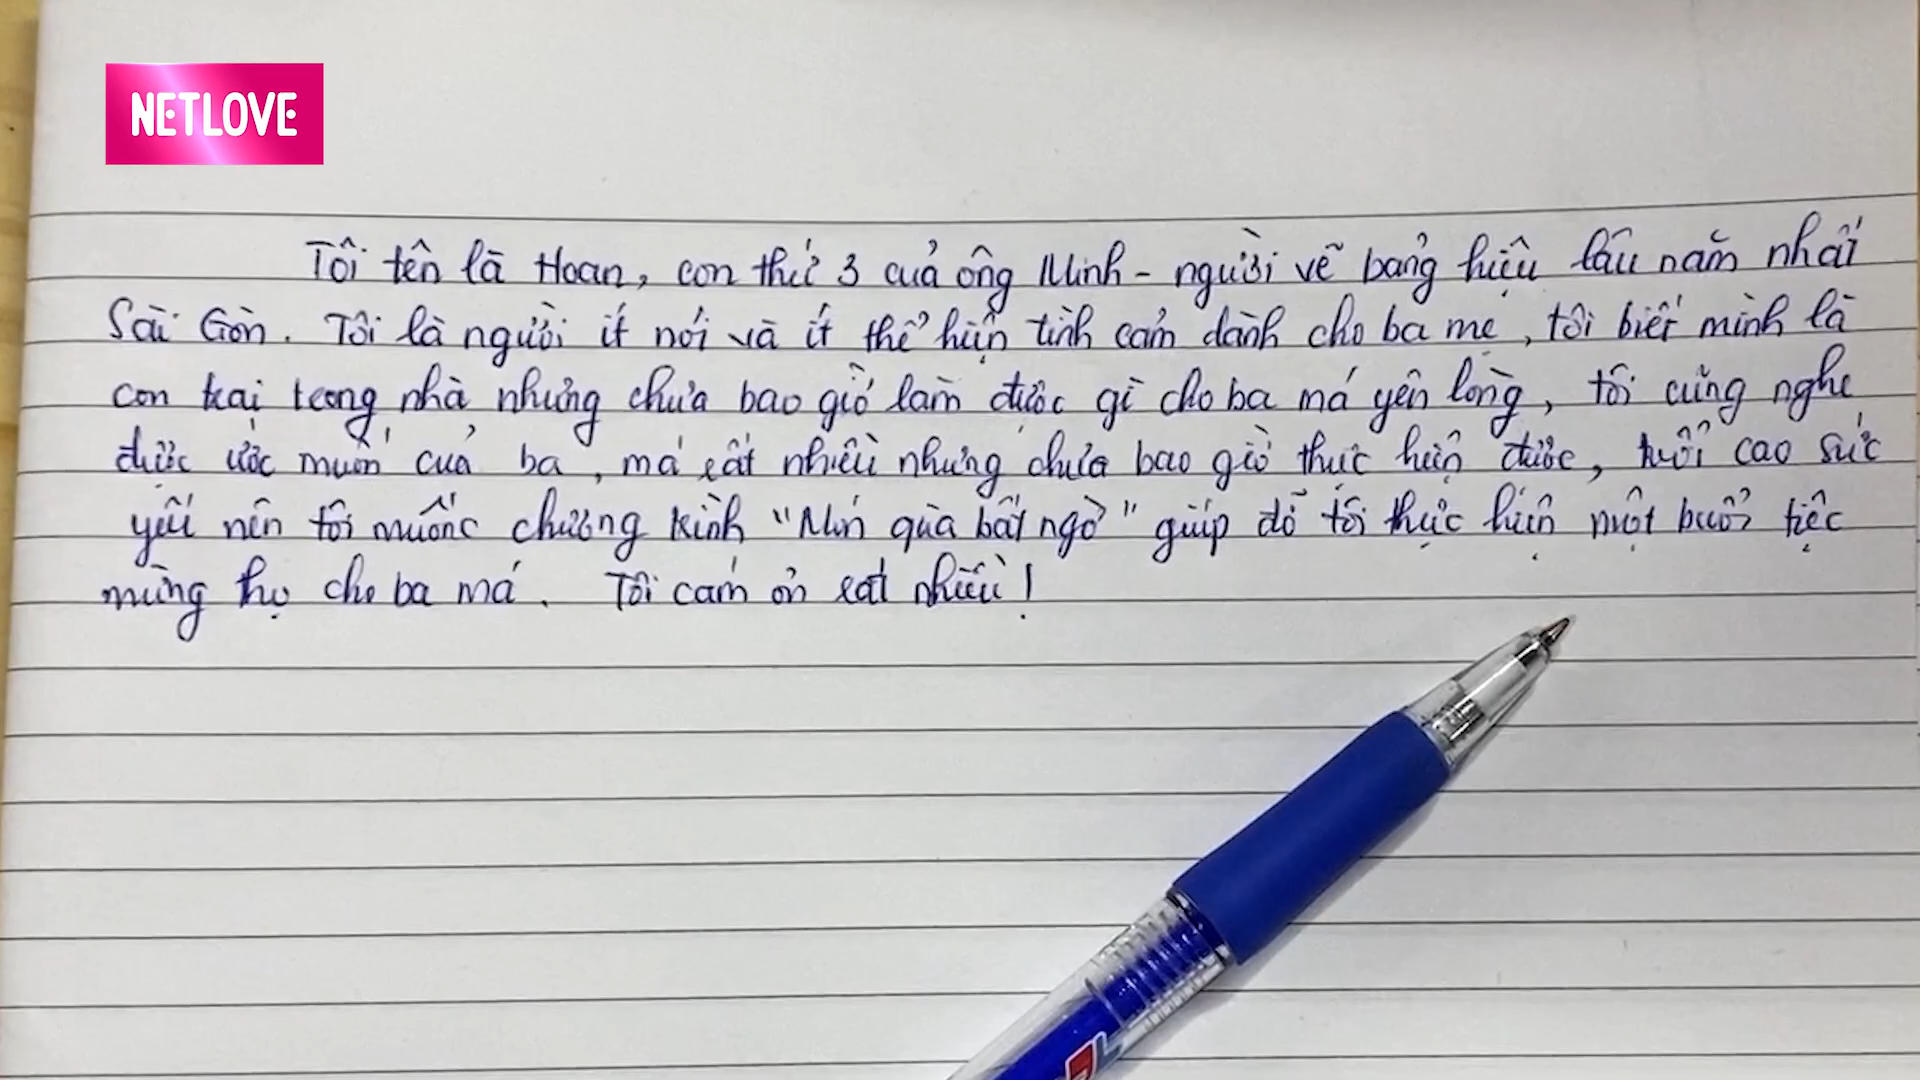 NETLOVE
Tôi tên là Hoan, con thứ 3 của ông Minh - người vẽ bảng hiệu lâu năm nhất
Sài Gòn. Tôi là người ít nói và ít thể hiện tình cảm dành cho ba mẹ, tôi biết mình là
con trai trong nhà nhưng chưa bao giờ làm được gì cho ba má yên lòng, tôi cũng nghe
được ước muốn của ba, má rất nhiều nhưng chưa bao giờ thực hiện được, tuổi cao sức
yếu nên tôi muốn chương trình "Món quà bất ngờ" giúp đỡ tôi thực hiện một buổi tiệc
mừng thọ cho ba má. Tôi cám ơn rất nhiều!